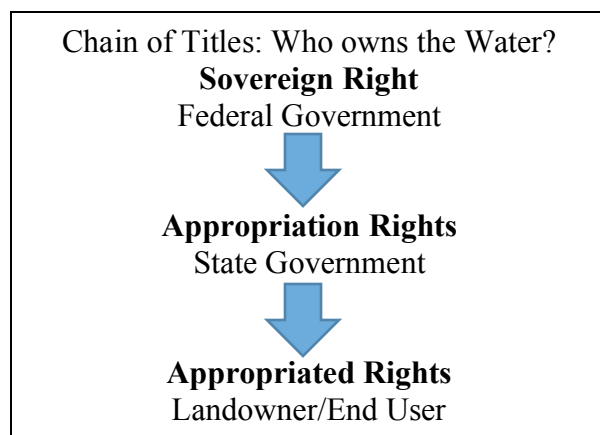 Chain of Titles: Who owns the Water?
Sovereign Right
Federal Government
Appropriation Rights
State Government
Appropriated Rights
Landowner/End User